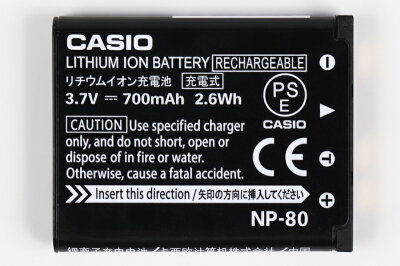 CASIO
LITHIUM ION BATTERY RECHARGEABLE
リチウムイオン充電池 充電式
3.7V ⎓ 700mAh 2.6Wh
PS
E
CASIO
CAUTION Use specified charger
only, and do not short, open or
dispose of in fire or water.
Otherwise, cause a fatal accident.
Insert this direction/矢印の方向に挿入してください
NP-80